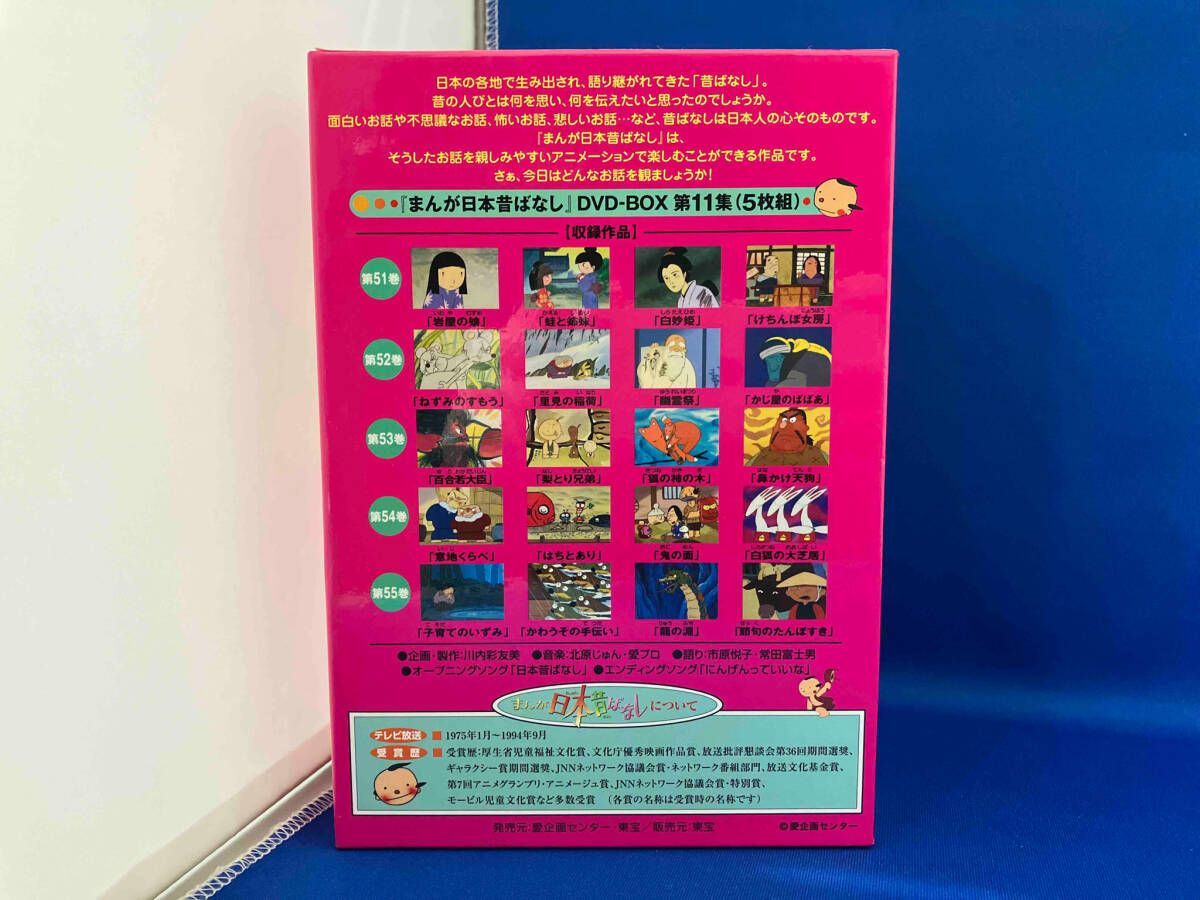 日本の各地で生み出され、語り継がれてきた「昔ばなし」。
昔の人びとは何を思い、何を伝えたいと思ったのでしょうか。
面白いお話や不思議なお話、怖いお話、悲しいお話…など、昔ばなしは日本人の心そのものです。
『まんが日本昔ばなし』は、
そうしたお話を親しみやすいアニメーションで楽しむことができる作品です。
さぁ、今日はどんなお話を観ましょうか!
『まんが日本昔ばなし』DVD-BOX 第11集(5枚組)
【収録作品】
第51巻
「岩屋の娘」 「蛙と姉妹」 「白妙姫」 「けちんぼ女房」
第52巻
「ねずみのすもう」 「里見の稲荷」 「幽霊祭」 「かじ屋のばばあ」
第53巻
「百合若大臣」 「梨とり兄弟」 「狐の柿の木」 「鼻かけ天狗」
第54巻
「意地くらべ」 「はちとあり」 「鬼の面」 「白狐の大芝居」
第55巻
「子育てのいずみ」 「かわうその手伝い」 「龍の淵」 「節句のたんぼすき」
●企画・製作:川内彩友美 ●音楽:北原じゅん・愛プロ ●語り:市原悦子・常田富士男
●オープニングソング「日本昔ばなし」 ●エンディングソング「にんげんっていいな」
まんが日本昔ばなしについて
テレビ放送 ■ 1975年1月〜1994年9月
受賞歴 ■ 受賞歴:厚生省児童福祉文化賞、文化庁優秀映画作品賞、放送批評懇談会第36回期間選奨、
ギャラクシー賞期間選奨、JNNネットワーク協議会賞・ネットワーク番組部門、放送文化基金賞、
第7回アニメグランプリ・アニメージュ賞、JNNネットワーク協議会賞・特別賞、
モービル児童文化賞など多数受賞 (各賞の名称は受賞時の名称です)
発売元:愛企画センター・東宝/販売元:東宝 ©愛企画センター